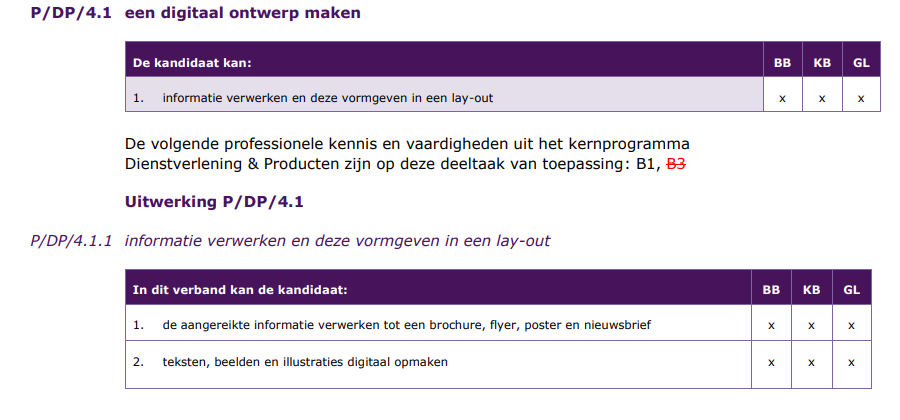 P/DP/4.1 een digitaal ontwerp maken
De kandidaat kan: BB KB GL
1. informatie verwerken en deze vormgeven in een lay-out x x x
De volgende professionele kennis en vaardigheden uit het kernprogramma
Dienstverlening & Producten zijn op deze deeltaak van toepassing: B1, B3
Uitwerking P/DP/4.1
P/DP/4.1.1 informatie verwerken en deze vormgeven in een lay-out
In dit verband kan de kandidaat: BB KB GL
1. de aangereikte informatie verwerken tot een brochure, flyer, poster en nieuwsbrief x x x
2. teksten, beelden en illustraties digitaal opmaken x x x